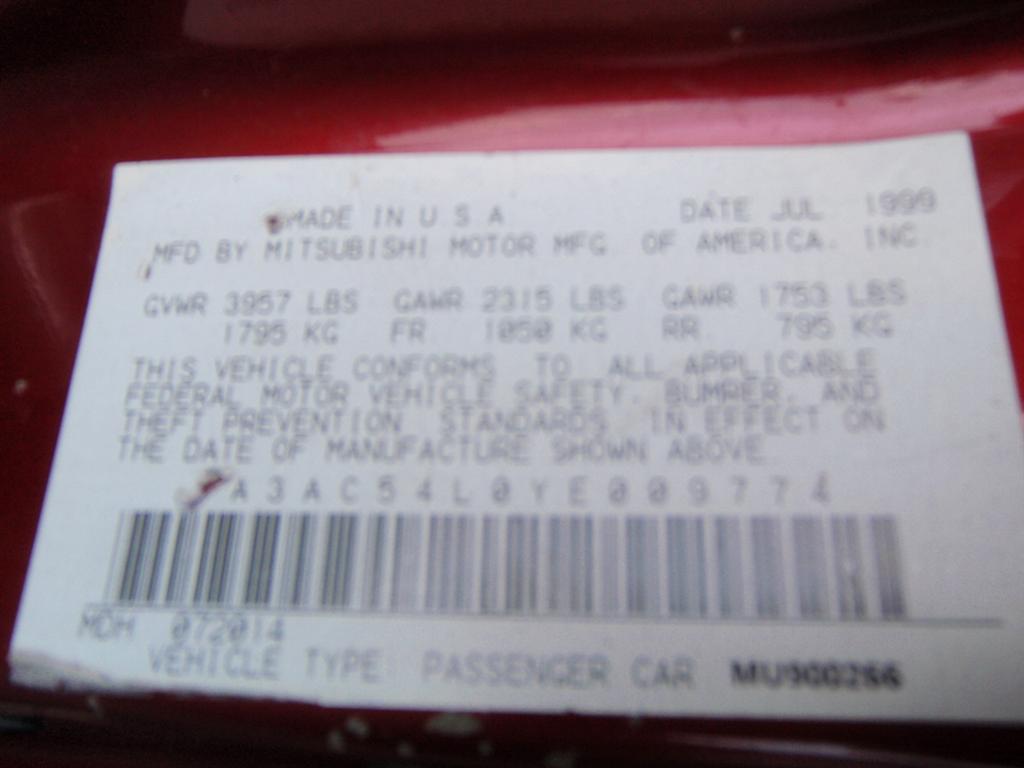 MADE IN U S A DATE JUL 1999
MFD BY MITSUBISHI MOTOR MFG OF AMERICA. INC.
GVWR 3957 LBS GAWR 2315 LBS GAWR 1753 LBS
1795 KG FR. 1050 KG RR. 795 KG
THIS VEHICLE CONFORMS TO ALL APPLICABLE
FEDERAL MOTOR VEHICLE SAFETY, BUMPER, AND
THEFT PREVENTION STANDARDS IN EFFECT ON
THE DATE OF MANUFACTURE SHOWN ABOVE
A3AC54L0YE009774
MDH 072014
VEHICLE TYPE PASSENGER CAR MU900266